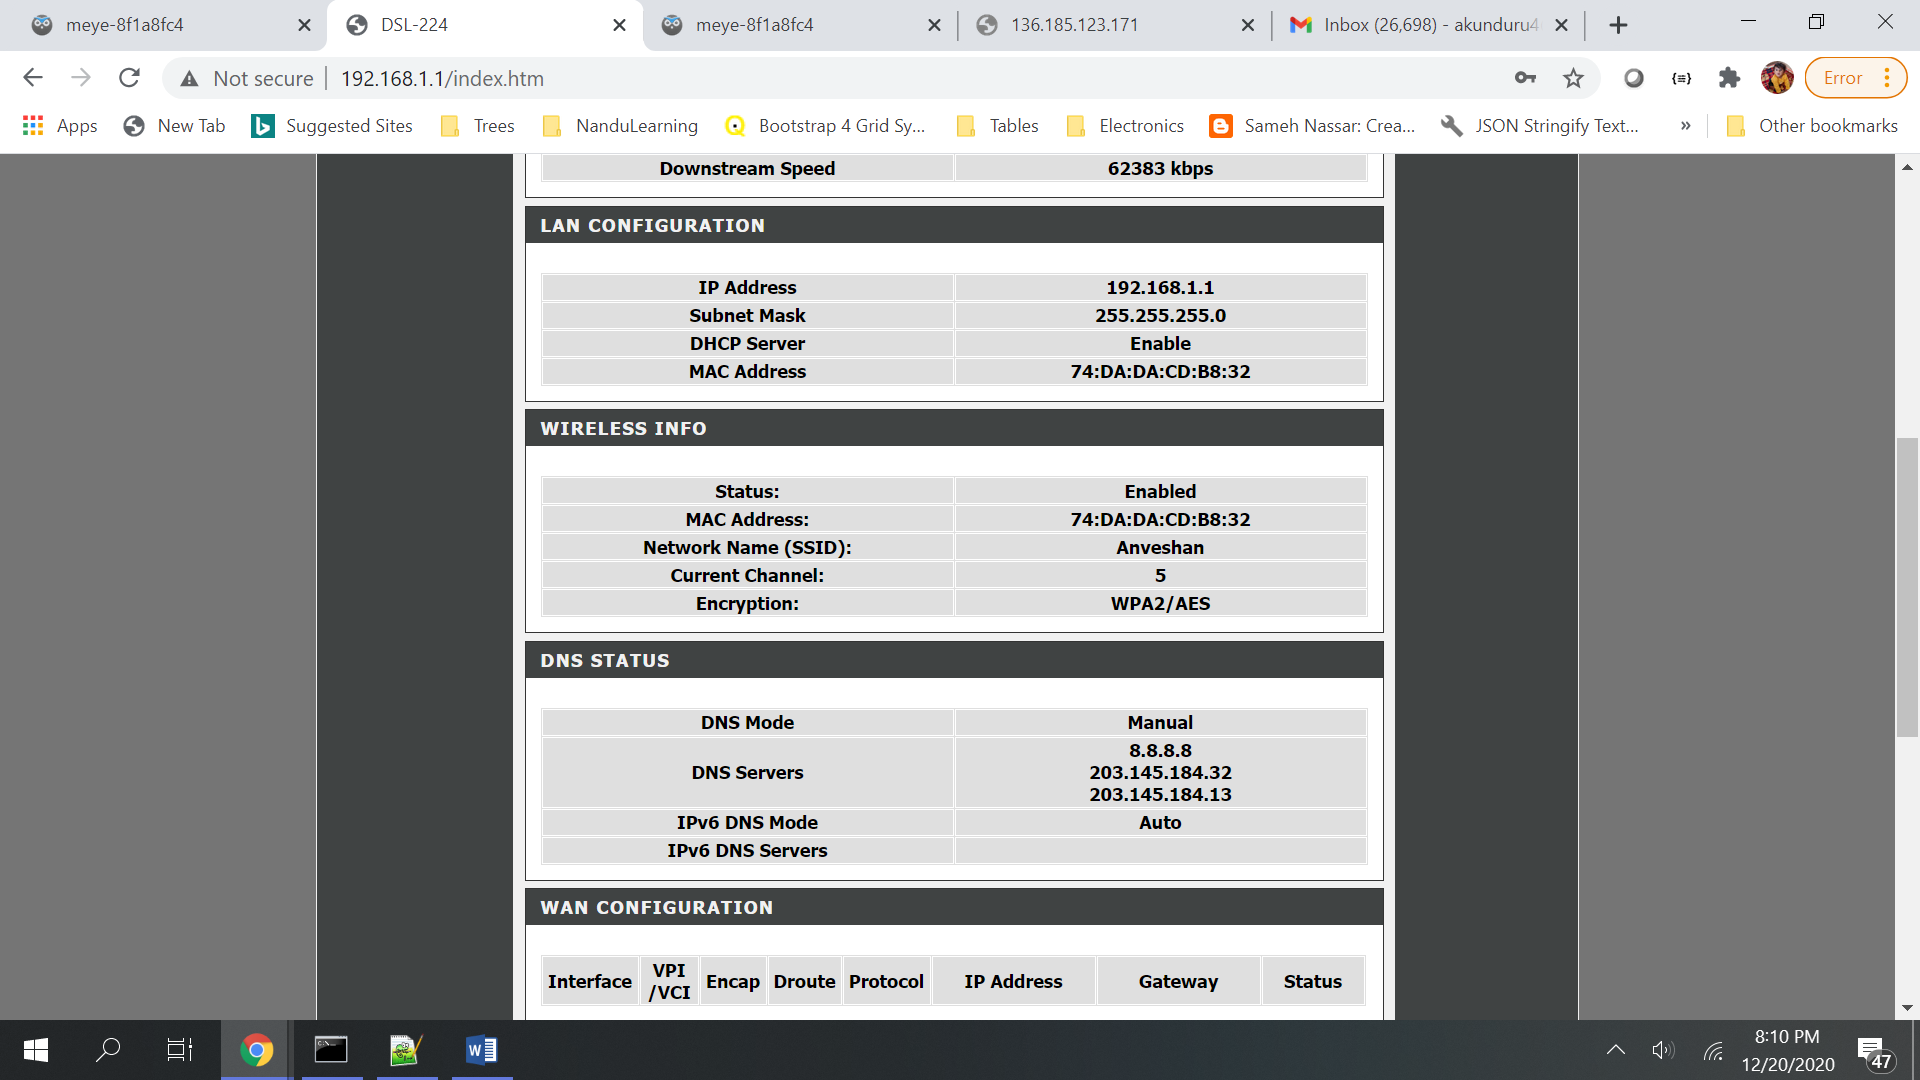 meye-8f1a8fc4
DSL-224
meye-8f1a8fc4
136.185.123.171
Inbox (26,698) - akunduru4
Not secure
192.168.1.1/index.htm
Error
Apps
New Tab
Suggested Sites
Trees
NanduLearning
Bootstrap 4 Grid Sy...
Tables
Electronics
Sameh Nassar: Crea...
JSON Stringify Text...
»
Other bookmarks
Downstream Speed 62383 kbps
LAN CONFIGURATION
IP Address 192.168.1.1
Subnet Mask 255.255.255.0
DHCP Server Enable
MAC Address 74:DA:DA:CD:B8:32
WIRELESS INFO
Status: Enabled
MAC Address: 74:DA:DA:CD:B8:32
Network Name (SSID): Anveshan
Current Channel: 5
Encryption: WPA2/AES
DNS STATUS
DNS Mode Manual
DNS Servers 8.8.8.8
203.145.184.32
203.145.184.13
IPv6 DNS Mode Auto
IPv6 DNS Servers
WAN CONFIGURATION
Interface VPI /VCI Encap Droute Protocol IP Address Gateway Status
8:10 PM
12/20/2020
47